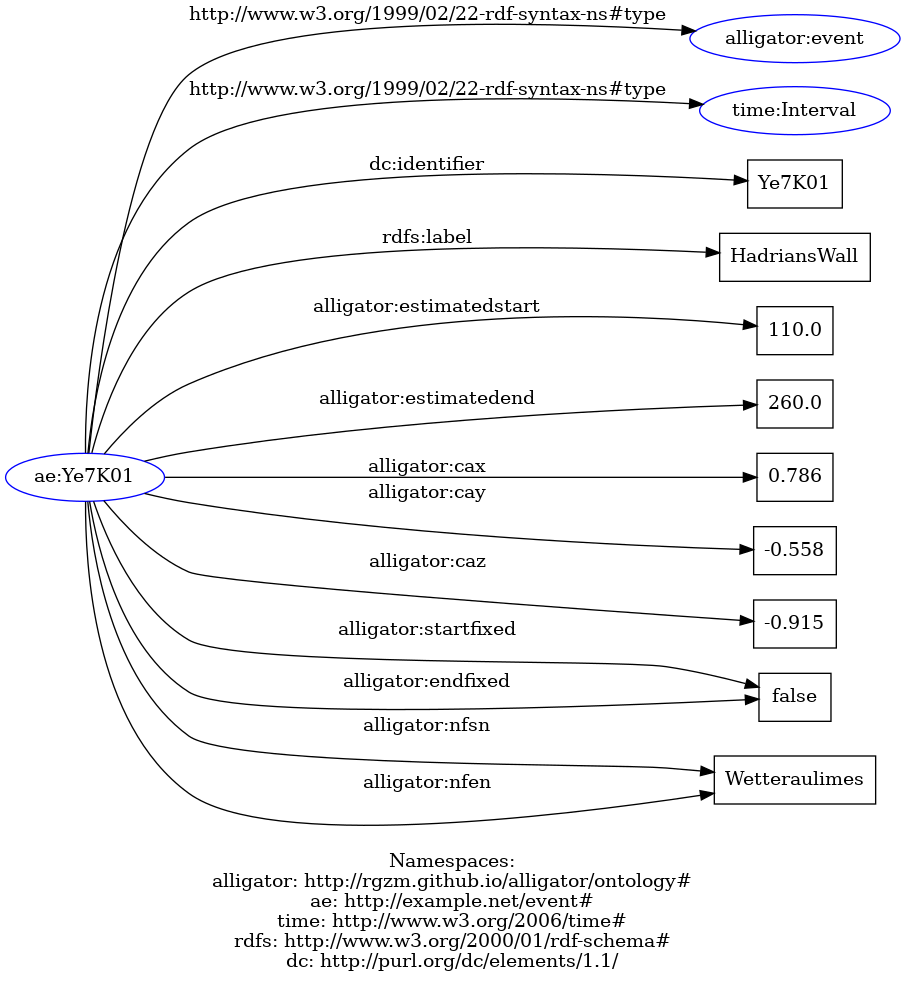 http://www.w3.org/1999/02/22-rdf-syntax-ns#type
alligator:event
http://www.w3.org/1999/02/22-rdf-syntax-ns#type
time:Interval
dc:identifier
Ye7K01
rdfs:label
HadriansWall
alligator:estimatedstart
110.0
alligator:estimatedend
260.0
ae:Ye7K01
alligator:cax
0.786
alligator:cay
-0.558
alligator:caz
-0.915
alligator:startfixed
alligator:endfixed
false
alligator:nfsn
Wetteraulimes
alligator:nfen
Namespaces:
alligator: http://rgzm.github.io/alligator/ontology#
ae: http://example.net/event#
time: http://www.w3.org/2006/time#
rdfs: http://www.w3.org/2000/01/rdf-schema#
dc: http://purl.org/dc/elements/1.1/